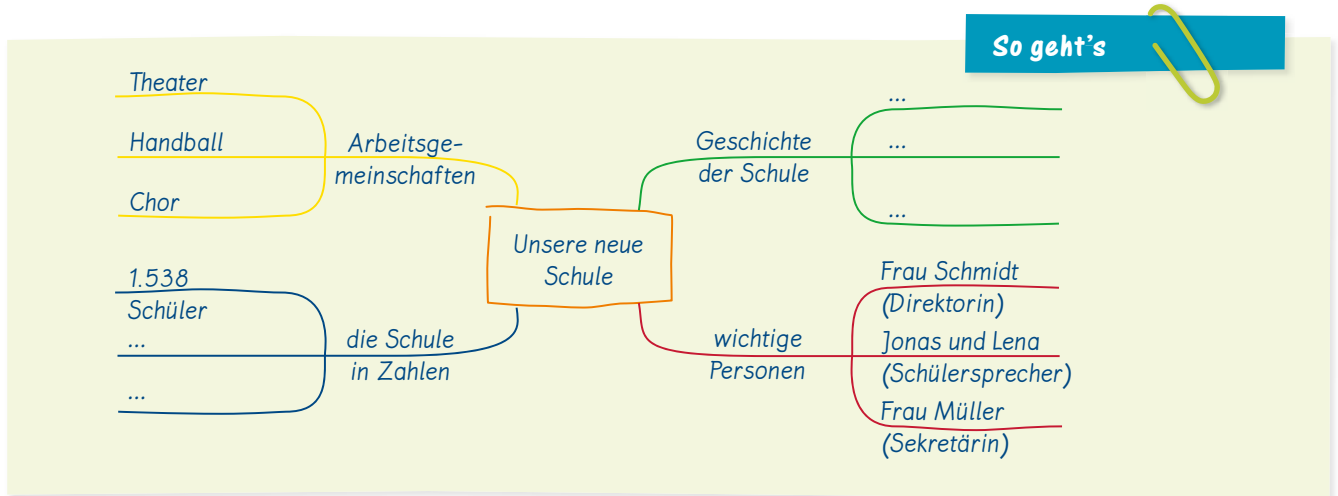 So geht's
Theater
Handball
Chor
Arbeitsge-
meinschaften
Geschichte
der Schule
...
...
...
Unsere neue
Schule
1.538
Schüler
...
...
die Schule
in Zahlen
wichtige
Personen
Frau Schmidt
(Direktorin)
Jonas und Lena
(Schülersprecher)
Frau Müller
(Sekretärin)